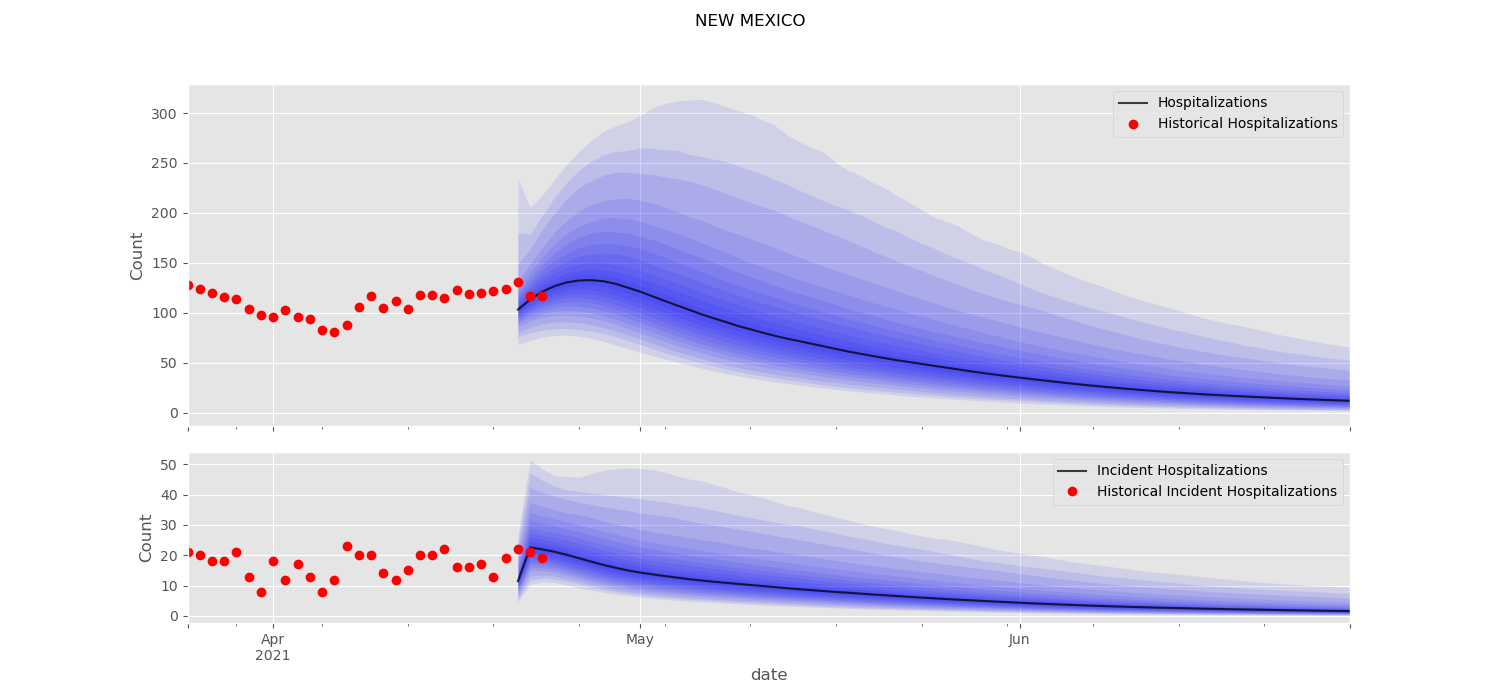 NEW MEXICO
300
250
200
150
100
50
0
Count
Hospitalizations
Historical Hospitalizations
50
40
30
20
10
0
Count
Incident Hospitalizations
Historical Incident Hospitalizations
Apr
2021
May
Jun
date